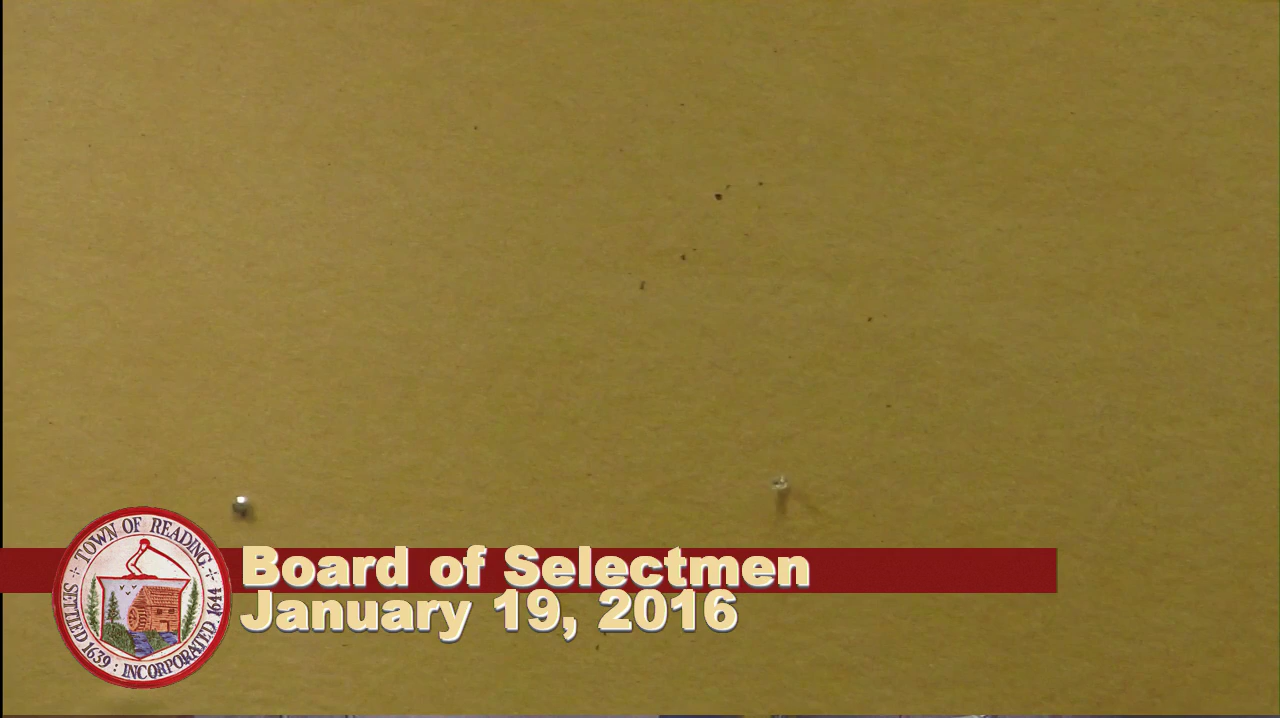 TOWN OF READING
SETTLED 1639 : INCORPORATED 1644
Board of Selectmen
January 19, 2016